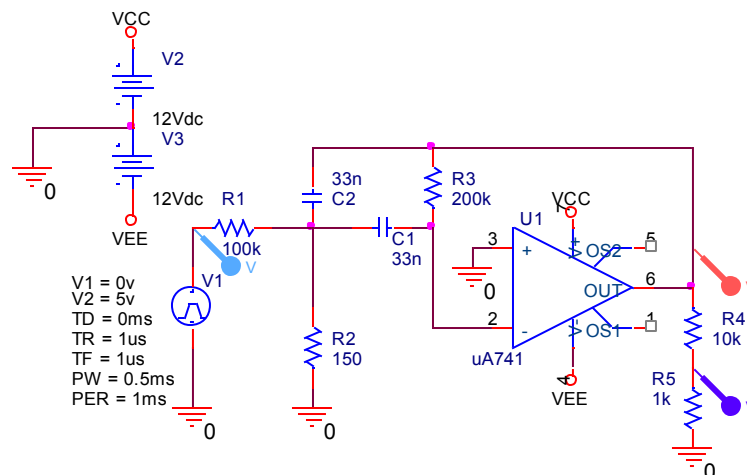 VCC
V2
12Vdc
V3
0
12Vdc
VEE
R1
100k
V
V1
V1 = 0v
V2 = 5v
TD = 0ms
TR = 1us
TF = 1us
PW = 0.5ms
PER = 1ms
0
33n
C2
C1
33n
R2
150
0
R3
200k
U1
VCC
7
3
+
V+
OS2
5
0
OUT
6
2
-
V-
OS1
1
uA741
4
VEE
R4
10k
R5
1k
0